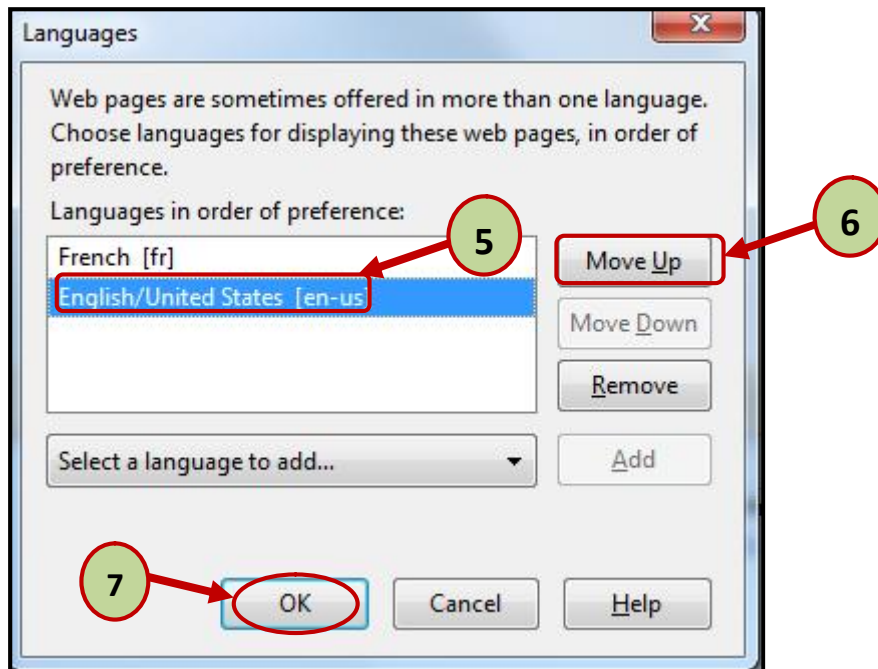 Languages
X
Web pages are sometimes offered in more than one language.
Choose languages for displaying these web pages, in order of
preference.
Languages in order of preference:
5
6
French [fr]
Move Up
English/United States [en-us]
Move Down
Remove
Select a language to add...
Add
7
OK
Cancel
Help